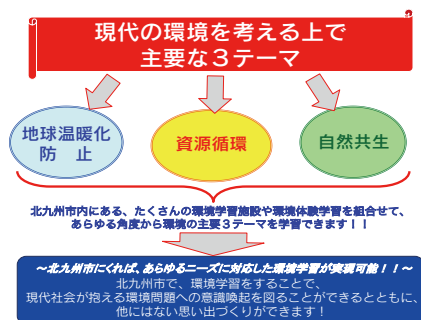 現代の環境を考える上で
主要な３テーマ
地球温暖化
防　止
資源循環
自然共生
北九州市内にある、たくさんの環境学習施設や環境体験学習を組合せて、
あらゆる角度から環境の主要３テーマを学習できます！！
～北九州市にくれば、あらゆるニーズに対応した環境学習が実現可能！！～
北九州市で、環境学習をすることで、
現代社会が抱える環境問題への意識喚起を図ることができるとともに、
他にはない思い出づくりができます！